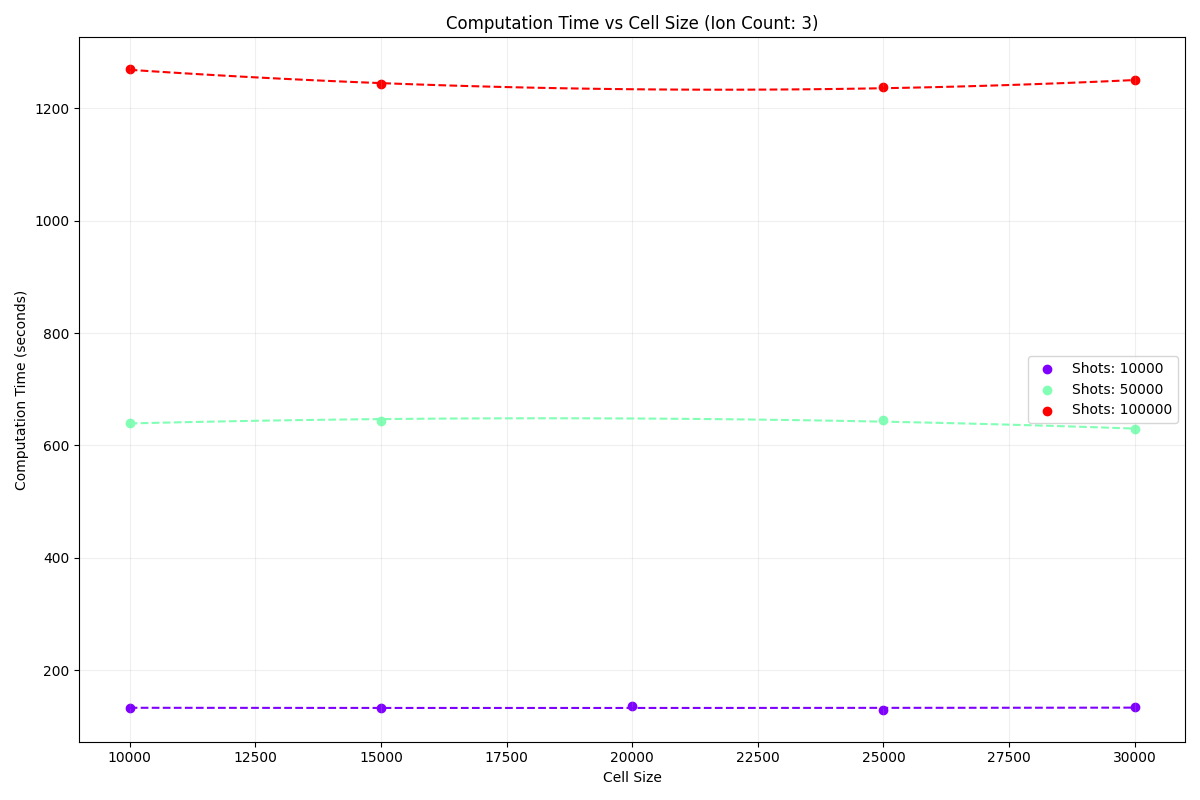 Computation Time vs Cell Size (Ion Count: 3)
Computation Time (seconds)
1200
1000
800
600
400
200
Shots: 10000
Shots: 50000
Shots: 100000
10000 12500 15000 17500 20000 22500 25000 27500 30000
Cell Size